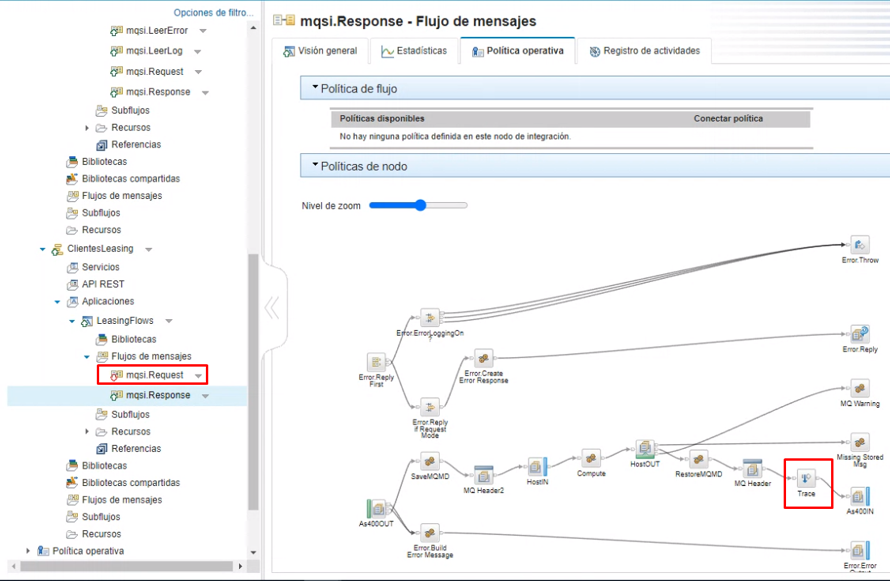 Opciones de filtro...
mqsi.LeerError
mqsi.LeerLog
mqsi.Request
mqsi.Response
Subflujos
Recursos
Referencias
Bibliotecas
Bibliotecas compartidas
Flujos de mensajes
Subflujos
Recursos
ClientesLeasing
Servicios
API REST
Aplicaciones
LeasingFlows
Bibliotecas
Flujos de mensajes
mqsi.Request
mqsi.Response
Subflujos
Recursos
Referencias
Bibliotecas
Bibliotecas compartidas
Flujos de mensajes
Subflujos
Recursos
Política operativa
mqsi.Response - Flujo de mensajes
Visión general
Estadísticas
Política operativa
Registro de actividades
Política de flujo
Políticas disponibles
Conectar política
No hay ninguna política definida en este nodo de integración.
Políticas de nodo
Nivel de zoom
Error.Throw
Error.ErrorLoggingOn
?
Error.Reply
Error.Reply
First
Error.Create
Error Response
MQ Warning
Error.Reply
if Request
Mode
Missing Stored
Msg
SaveMQMD
MQ Header2
HostIN
Compute
HostOUT
RestoreMQMD
MQ Header
Trace
As400IN
As400OUT
Error.Build
Error Message
Error.Error
Output